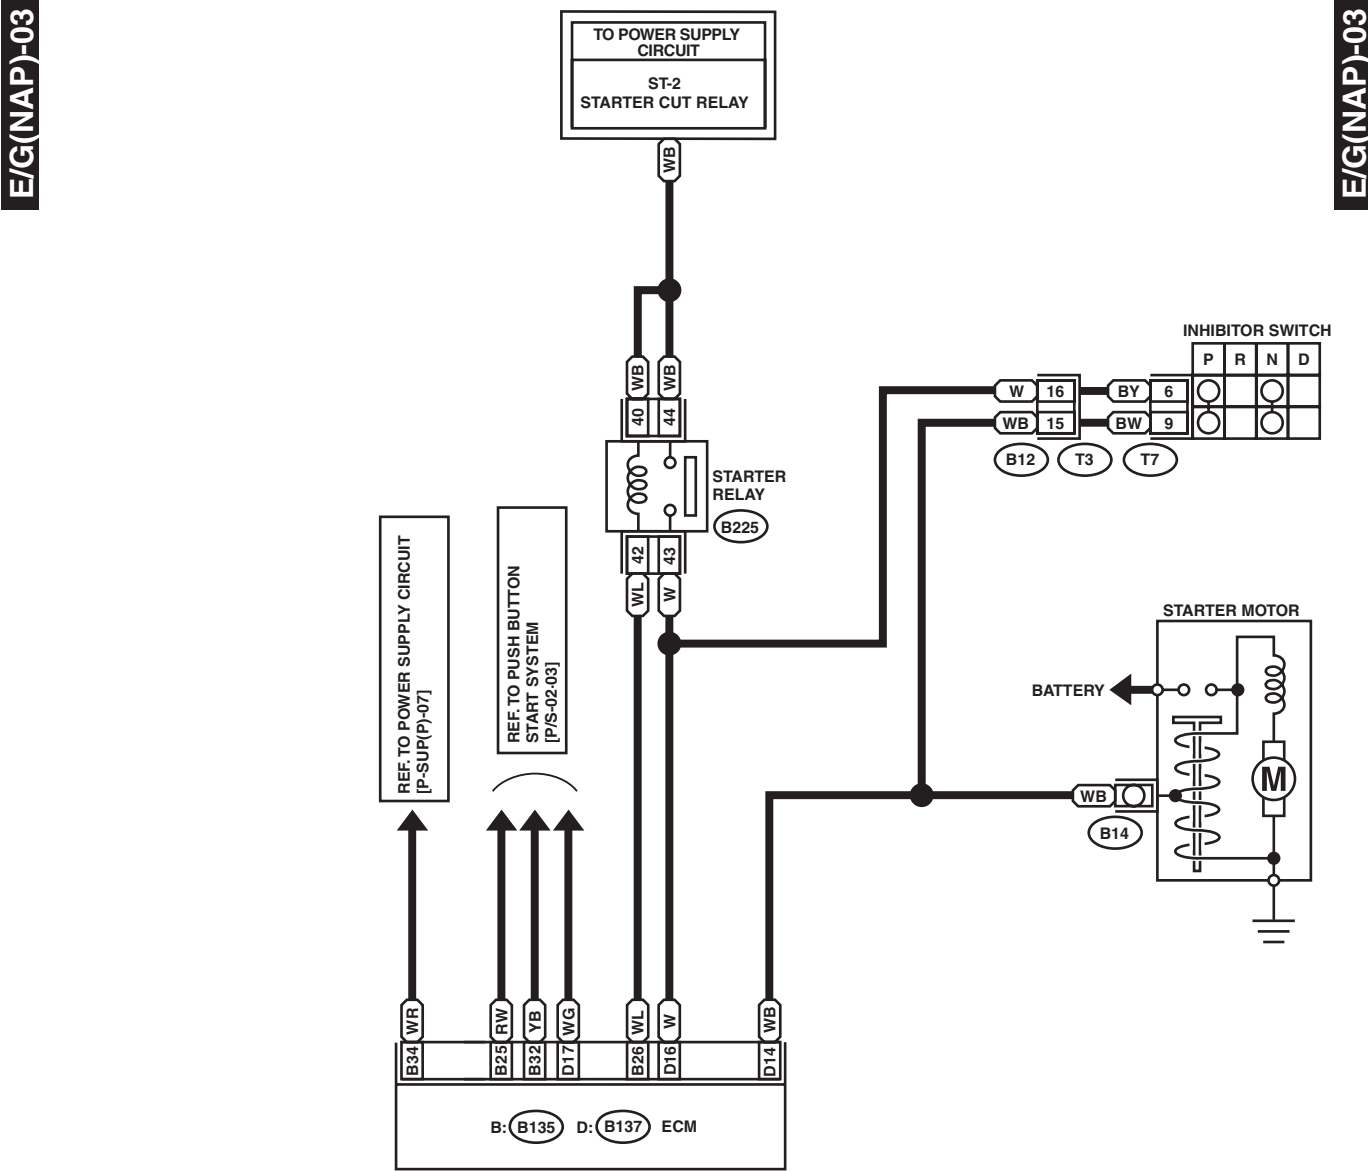 E/G(NAP)-03
E/G(NAP)-03
TO POWER SUPPLY
CIRCUIT
ST-2
STARTER CUT RELAY
WB
WB
WB
40
44
STARTER
RELAY
B225
42
43
WL
W
INHIBITOR SWITCH
P R N D
W 16 BY 6
WB 15 BW 9
B12 T3 T7
REF. TO POWER SUPPLY CIRCUIT
[P-SUP(P)-07]
REF. TO PUSH BUTTON
START SYSTEM
[P/S-02-03]
STARTER MOTOR
BATTERY
M
WB
B14
WR
RW
YB
WG
WL
W
WB
B34
B25
B32
D17
B26
D16
D14
B: B135 D: B137 ECM